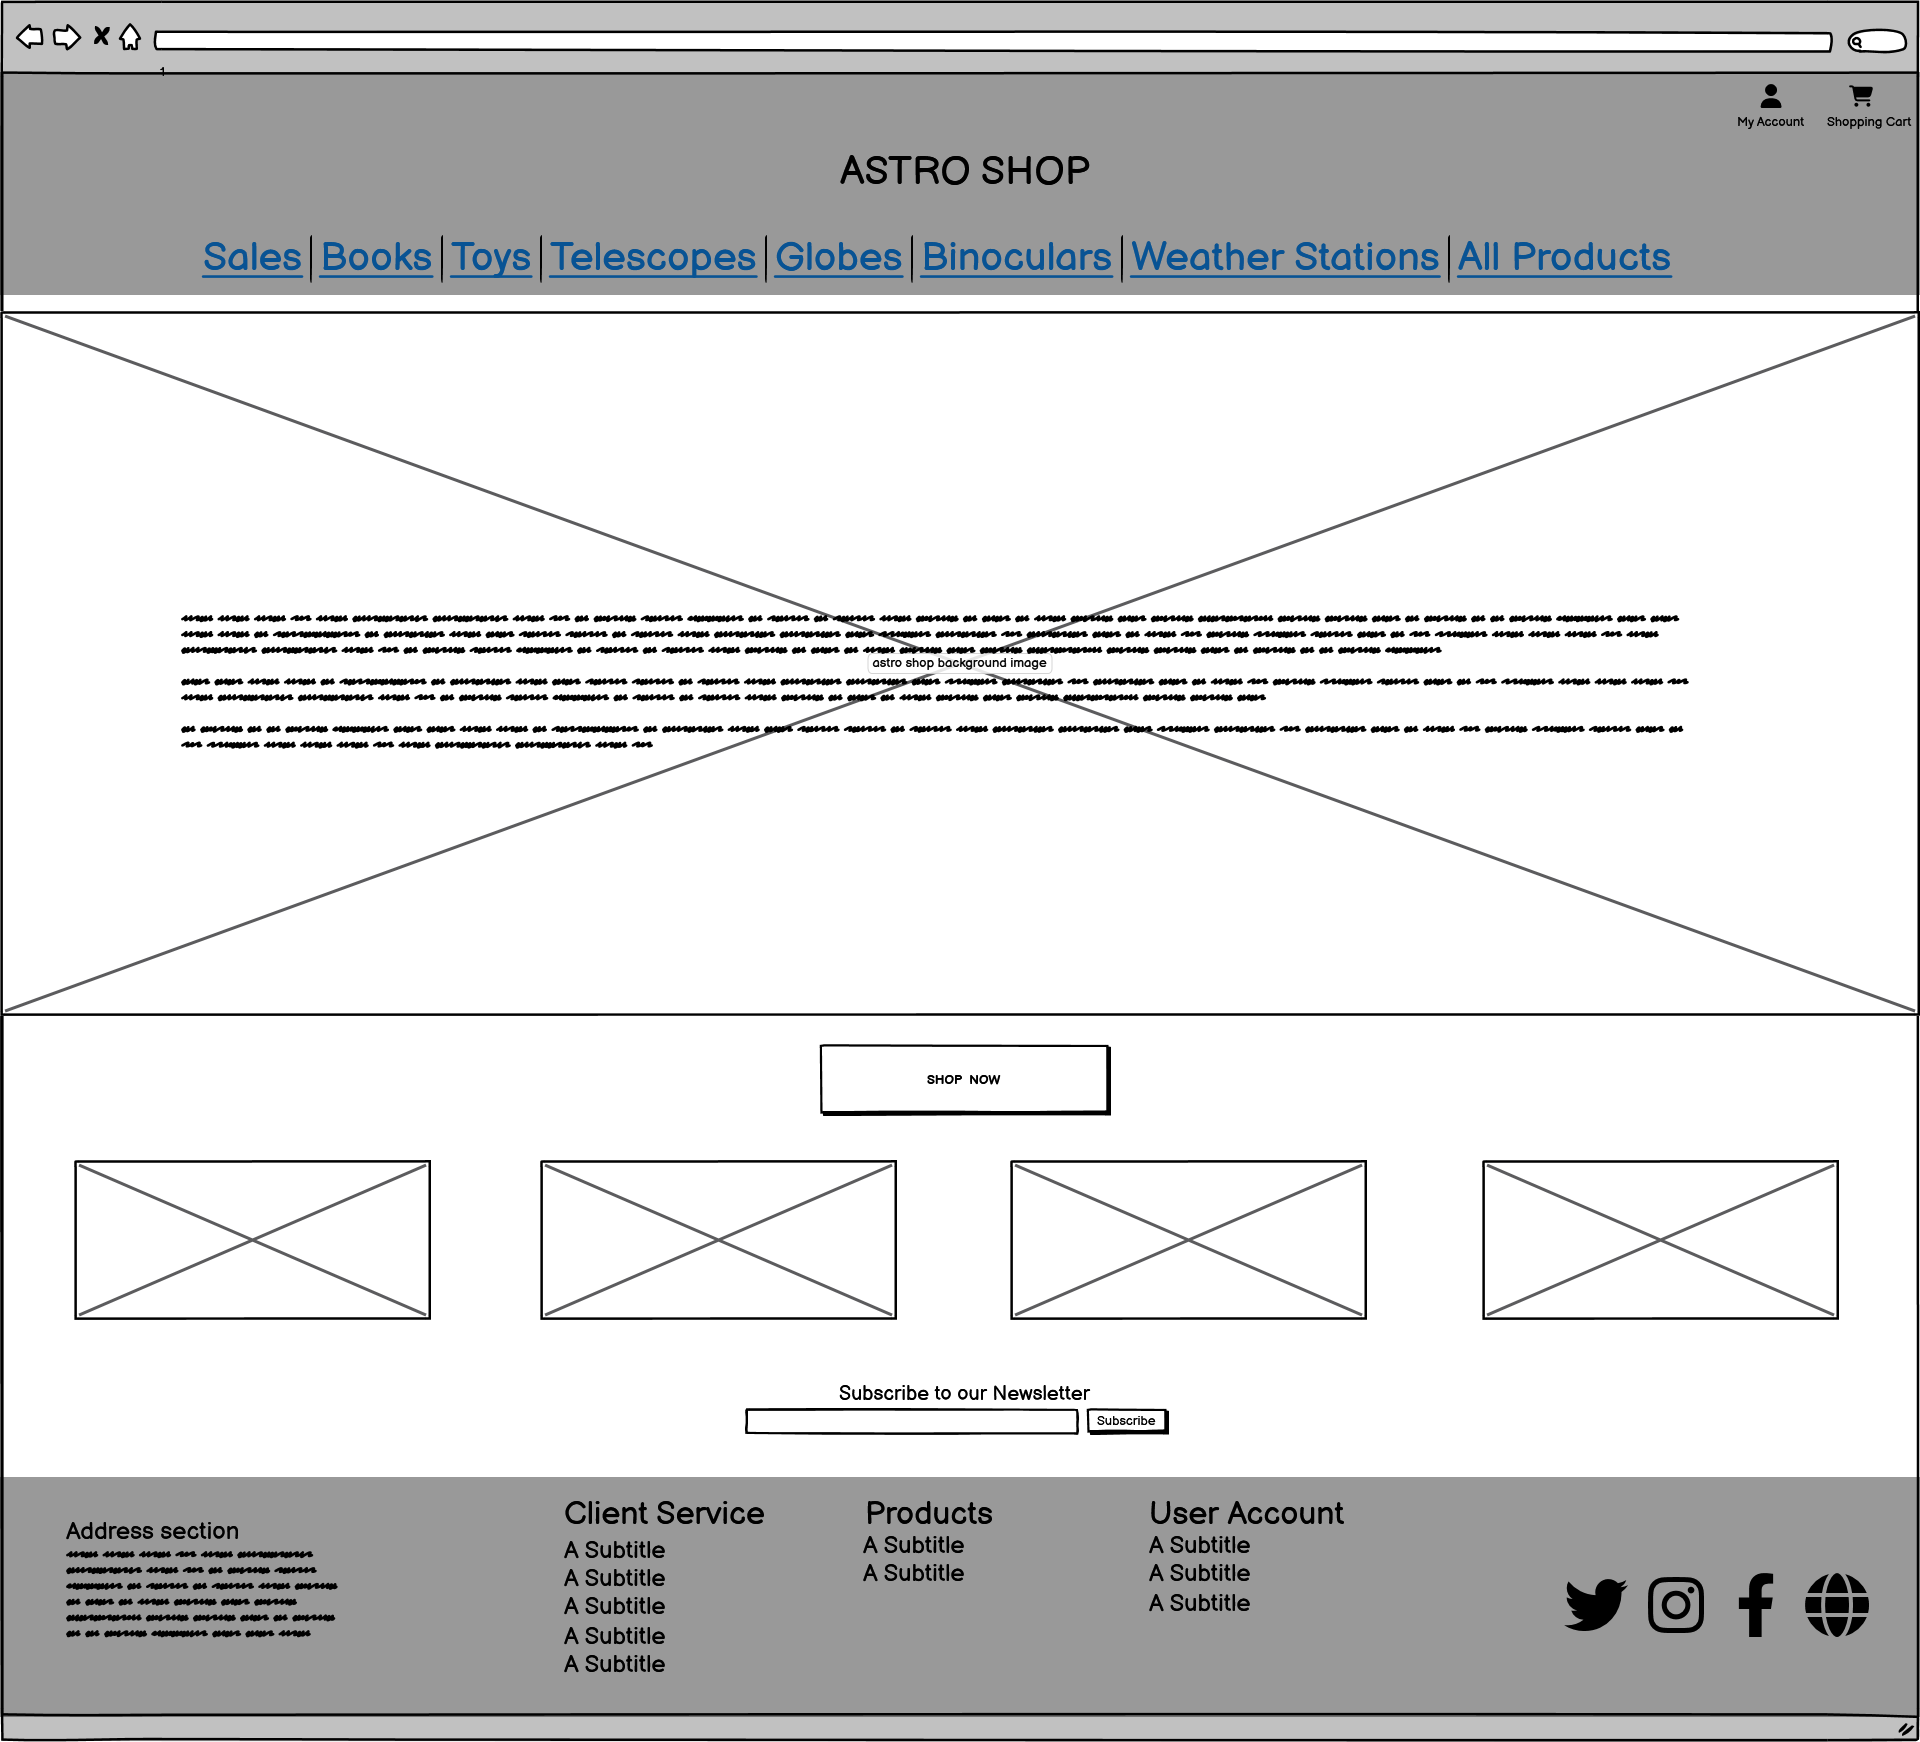 1
My Account
Shopping Cart
ASTRO SHOP
Sales Books Toys Telescopes Globes Binoculars Weather Stations All Products
astro shop background image
SHOP NOW
Subscribe to our Newsletter
Subscribe
Address section
Client Service
A Subtitle
A Subtitle
A Subtitle
A Subtitle
A Subtitle
Products
A Subtitle
A Subtitle
User Account
A Subtitle
A Subtitle
A Subtitle